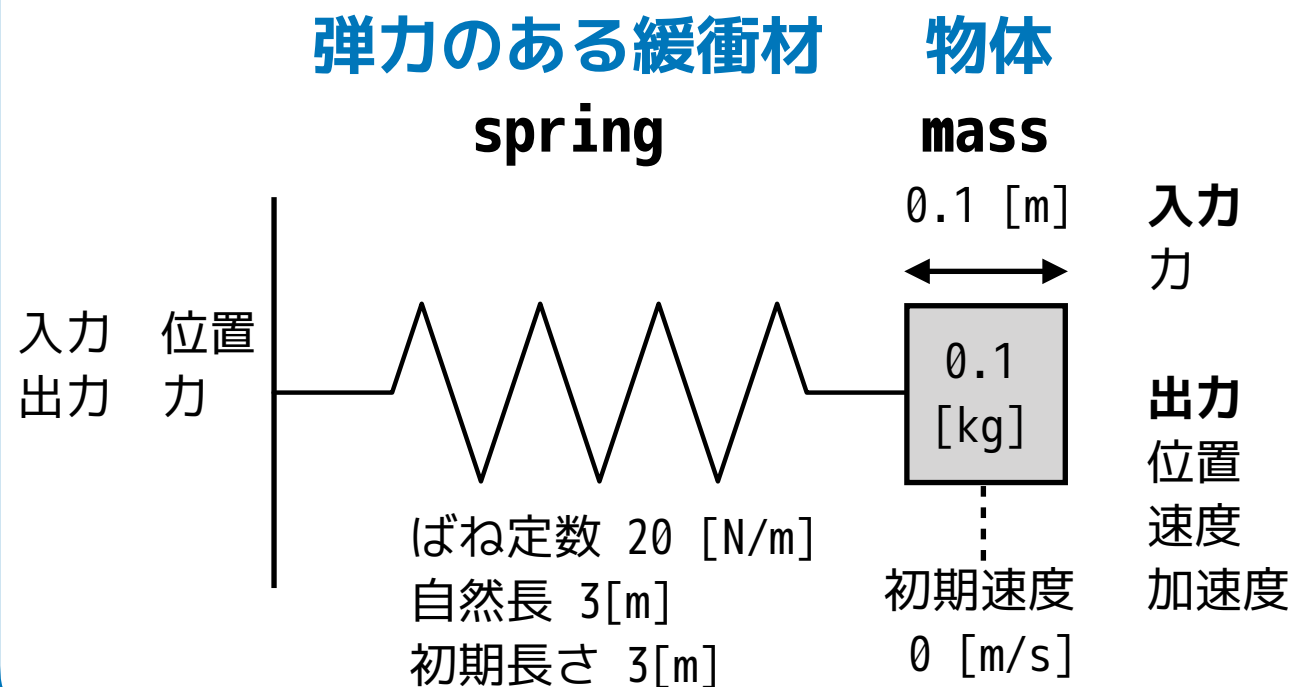 弾力のある緩衝材 物体
spring mass
0.1 [m] 入力
力
入力 位置
出力 力
0.1
[kg]
出力
位置
速度
加速度
ばね定数 20 [N/m]
自然長 3[m]
初期長さ 3[m]
初期速度
0 [m/s]